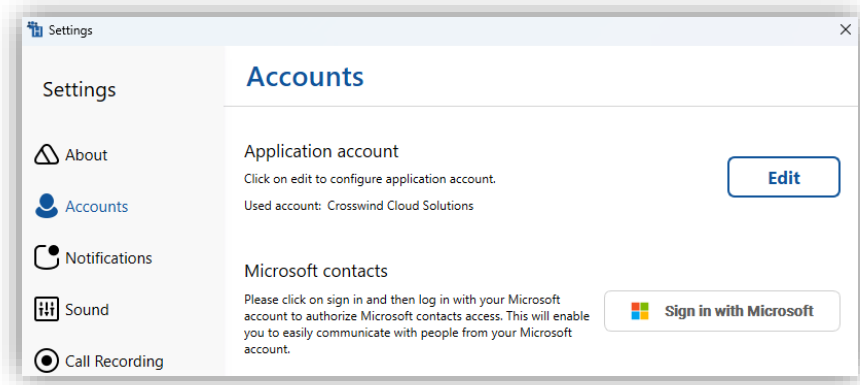 Settings
Settings
About
Accounts
Notifications
Sound
Call Recording
Accounts
Application account
Click on edit to configure application account.
Used account: Crosswind Cloud Solutions
Edit
Microsoft contacts
Please click on sign in and then log in with your Microsoft
account to authorize Microsoft contacts access. This will enable
you to easily communicate with people from your Microsoft
account.
Sign in with Microsoft